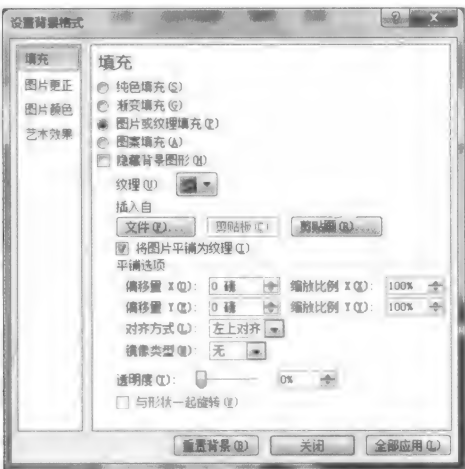 设置背景格式
填充
图片更正
图片颜色
艺术效果
填充
纯色填充(S)
渐变填充(G)
图片或纹理填充(P)
图案填充(A)
隐藏背景图形(H)
纹理(U)
插入自
文件(F)... 剪贴板(C) 剪贴画(R)...
将图片平铺为纹理(I)
平铺选项
偏移量 X(O): 0 磅 缩放比例 X(X): 100%
偏移量 Y(E): 0 磅 缩放比例 Y(Y): 100%
对齐方式(L): 左上对齐
镜像类型(M): 无
透明度(T): 0%
与形状一起旋转(W)
重置背景(B) 关闭 全部应用(L)